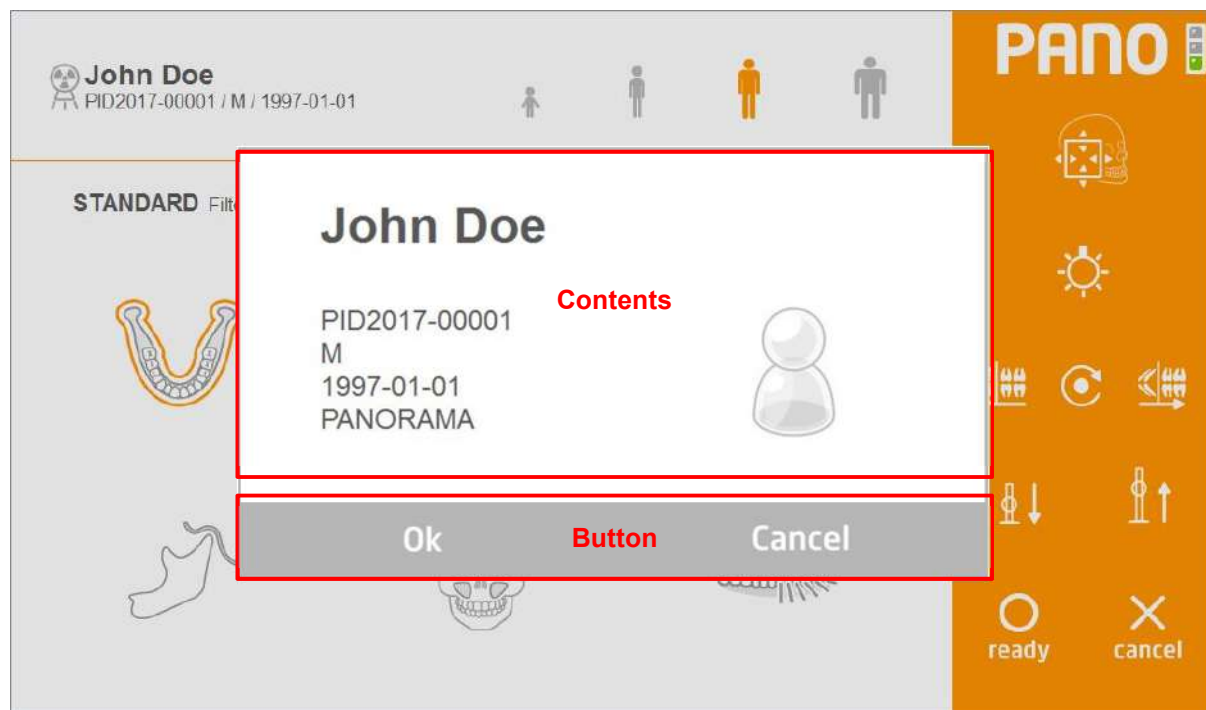 John Doe
PID2017-00001 / M / 1997-01-01
PANO
STANDARD
John Doe
Contents
PID2017-00001
M
1997-01-01
PANORAMA
Ok
Button
Cancel
ready
cancel